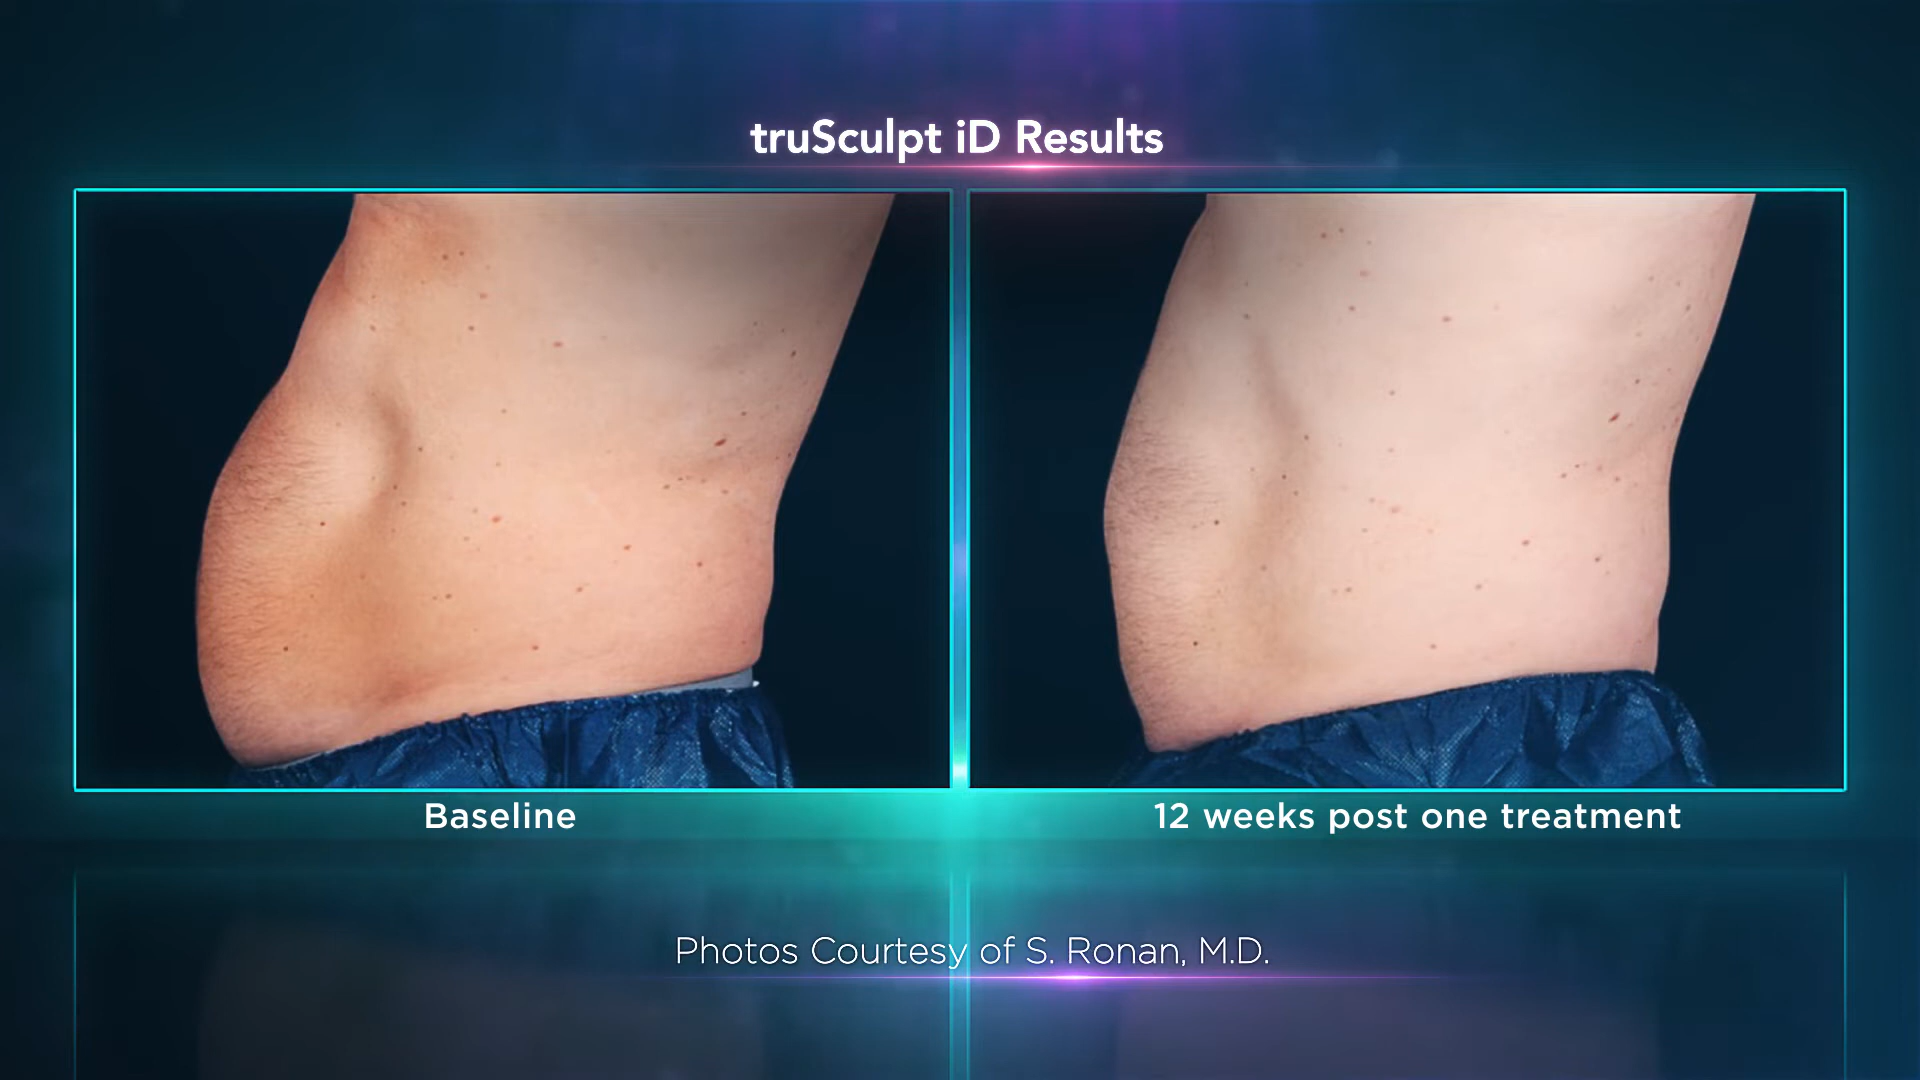 truSculpt iD Results
Baseline
12 weeks post one treatment
Photos Courtesy of S. Ronan, M.D.